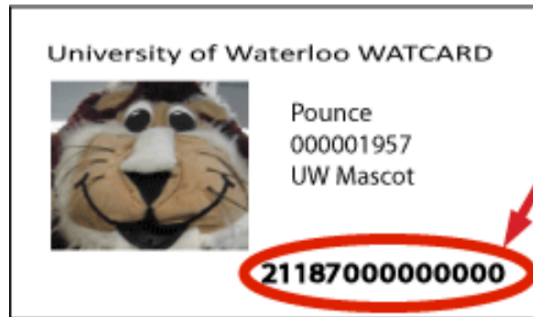 University of Waterloo WATCARD
Pounce
000001957
UW Mascot
21187000000000